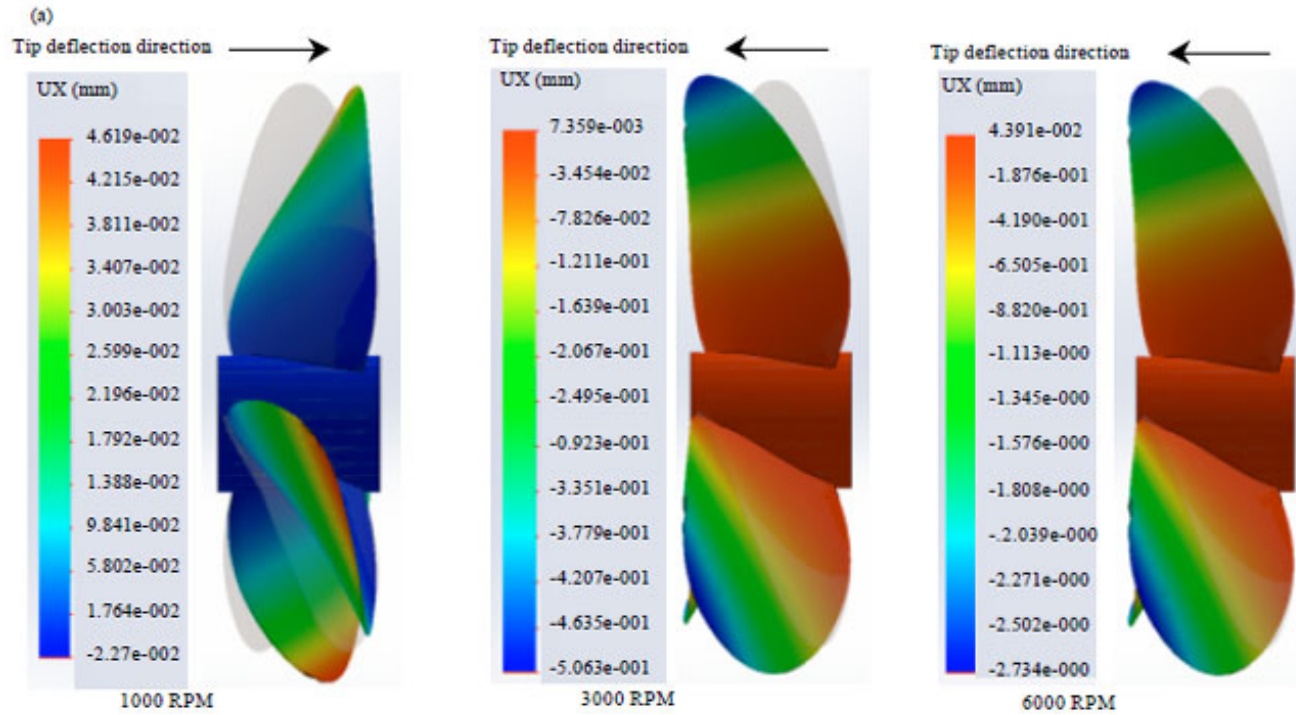 (a)
Tip deflection direction
UX (mm)
4.619e-002
4.215e-002
3.811e-002
3.407e-002
3.003e-002
2.599e-002
2.196e-002
1.792e-002
1.388e-002
9.841e-002
5.802e-002
1.764e-002
-2.27e-002
1000 RPM
Tip deflection direction
UX (mm)
7.359e-003
-3.454e-002
-7.826e-002
-1.211e-001
-1.639e-001
-2.067e-001
-2.495e-001
-0.923e-001
-3.351e-001
-3.779e-001
-4.207e-001
-4.635e-001
-5.063e-001
3000 RPM
Tip deflection direction
UX (mm)
4.391e-002
-1.876e-001
-4.190e-001
-6.505e-001
-8.820e-001
-1.113e-000
-1.345e-000
-1.576e-000
-1.808e-000
-.2.039e-000
-2.271e-000
-2.502e-000
-2.734e-000
6000 RPM